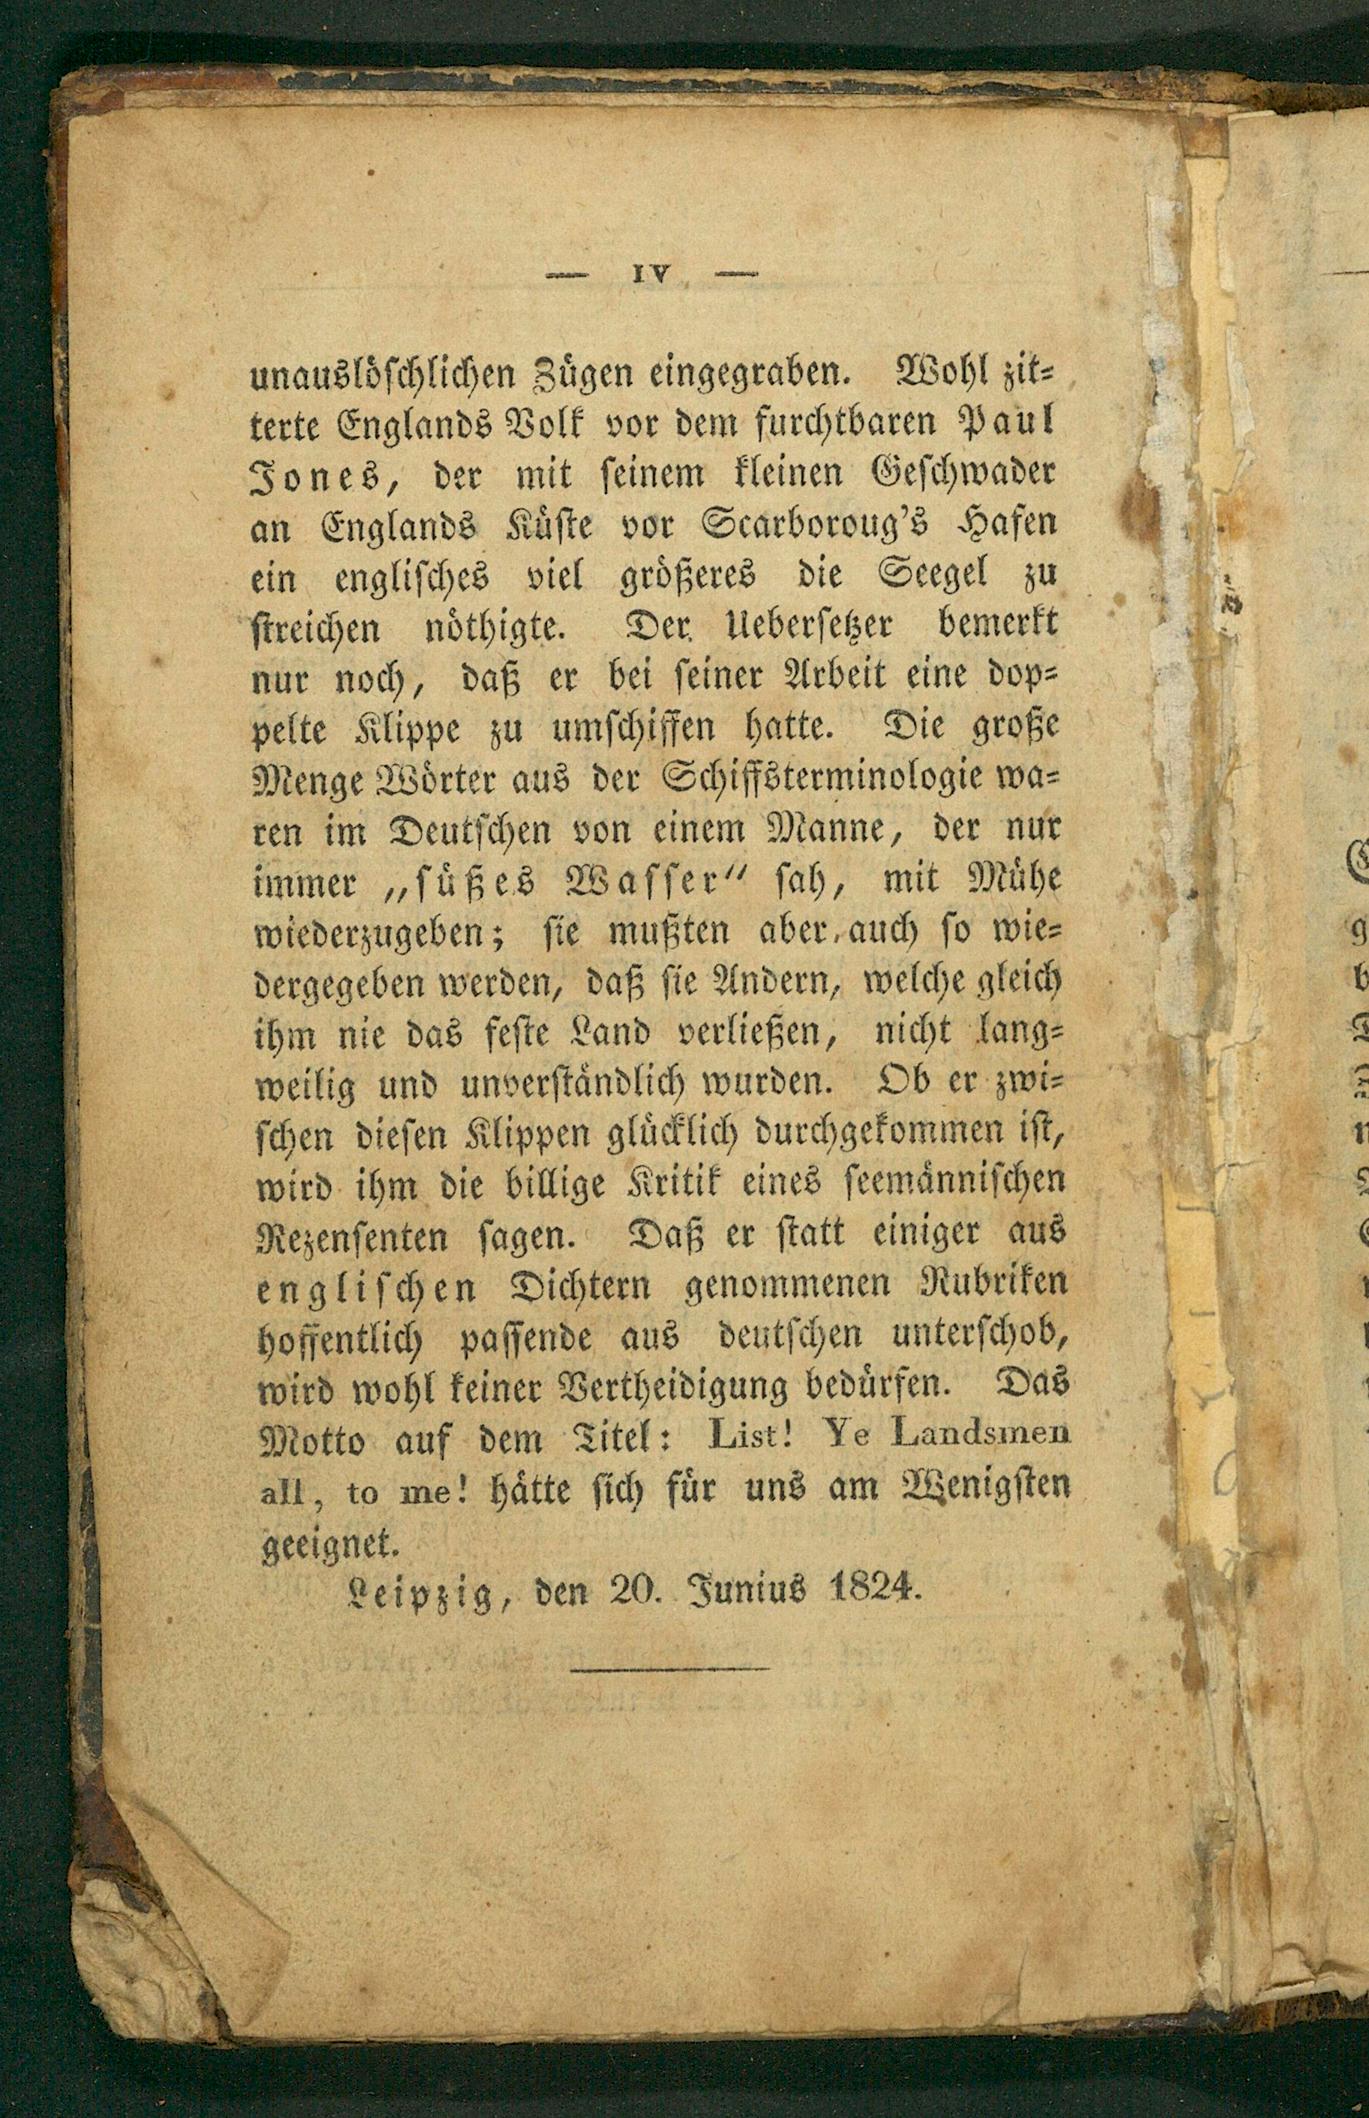 — IV —
unauslöschlichen Zügen eingegraben. Wohl zit=
terte Englands Volk vor dem furchtbaren Paul
Jones, der mit seinem kleinen Geschwader
an Englands Küste vor Scarboroug's Hafen
ein englisches viel größeres die Seegel zu
streichen nöthigte. Der Uebersetzer bemerkt
nur noch, daß er bei seiner Arbeit eine dop=
pelte Klippe zu umschiffen hatte. Die große
Menge Wörter aus der Schiffsterminologie wa=
ren im Deutschen von einem Manne, der nur
immer „süßes Wasser“ sah, mit Mühe
wiederzugeben; sie mußten aber auch so wie=
dergegeben werden, daß sie Andern, welche gleich
ihm nie das feste Land verließen, nicht lang=
weilig und unverständlich wurden. Ob er zwi=
schen diesen Klippen glücklich durchgekommen ist,
wird ihm die billige Kritik eines seemännischen
Rezensenten sagen. Daß er statt einiger aus
englischen Dichtern genommenen Rubriken
hoffentlich passende aus deutschen unterschob,
wird wohl keiner Vertheidigung bedürfen. Das
Motto auf dem Titel: List! Ye Landsmen
all, to me! hätte sich für uns am Wenigsten
geeignet.
Leipzig, den 20. Junius 1824.